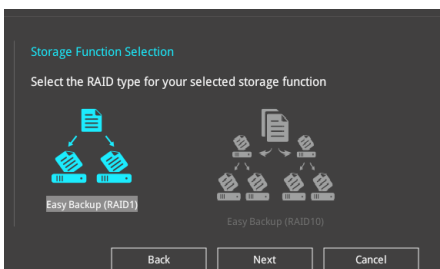 Storage Function Selection
Select the RAID type for your selected storage function
Easy Backup (RAID1)
Easy Backup (RAID10)
Back
Next
Cancel